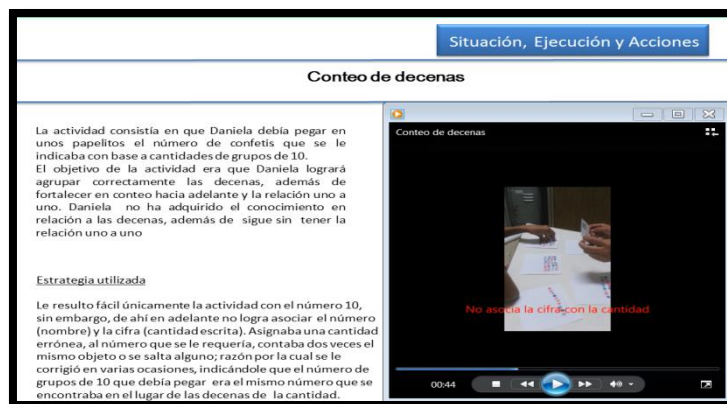 Situación, Ejecución y Acciones
Conteo de decenas
La actividad consistía en que Daniela debía pegar en
unos papelitos el número de confetis que se le
indicaba con base a cantidades de grupos de 10.
El objetivo de la actividad era que Daniela logrará
agrupar correctamente las decenas, además de
fortalecer en conteo hacia adelante y la relación uno a
uno. Daniela no ha adquirido el conocimiento en
relación a las decenas, además de sigue sin tener la
relación uno a uno
Estrategia utilizada
Le resulto fácil únicamente la actividad con el número 10,
sin embargo, de ahí en adelante no logra asociar el número
(nombre) y la cifra (cantidad escrita). Asignaba una cantidad
errónea, al número que se le requería, contaba dos veces el
mismo objeto o se salta alguno; razón por la cual se le
corrigió en varias ocasiones, indicándole que el número de
grupos de 10 que debía pegar era el mismo número que se
encontraba en el lugar de las decenas de la cantidad.
Conteo de decenas
No asocia la cifra con la cantidad
00:44